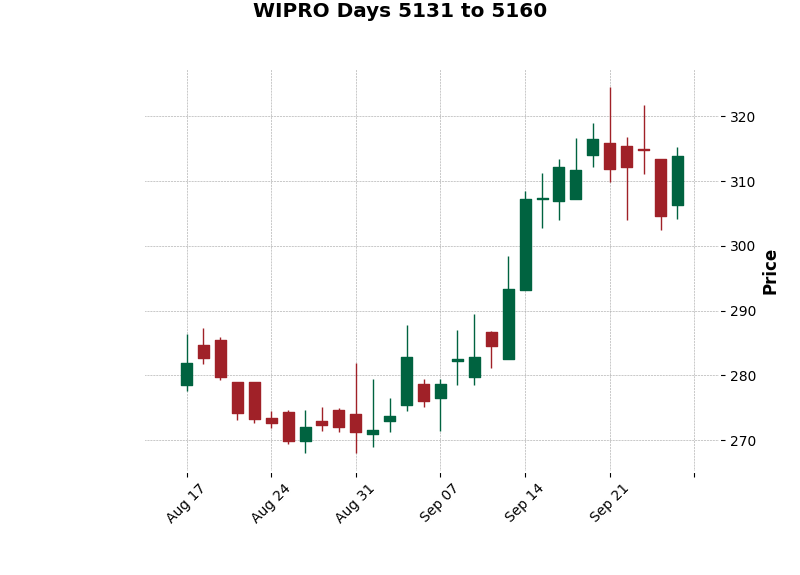 WIPRO Days 5131 to 5160
320
310
300
290
280
270
Price
Aug 17
Aug 24
Aug 31
Sep 07
Sep 14
Sep 21